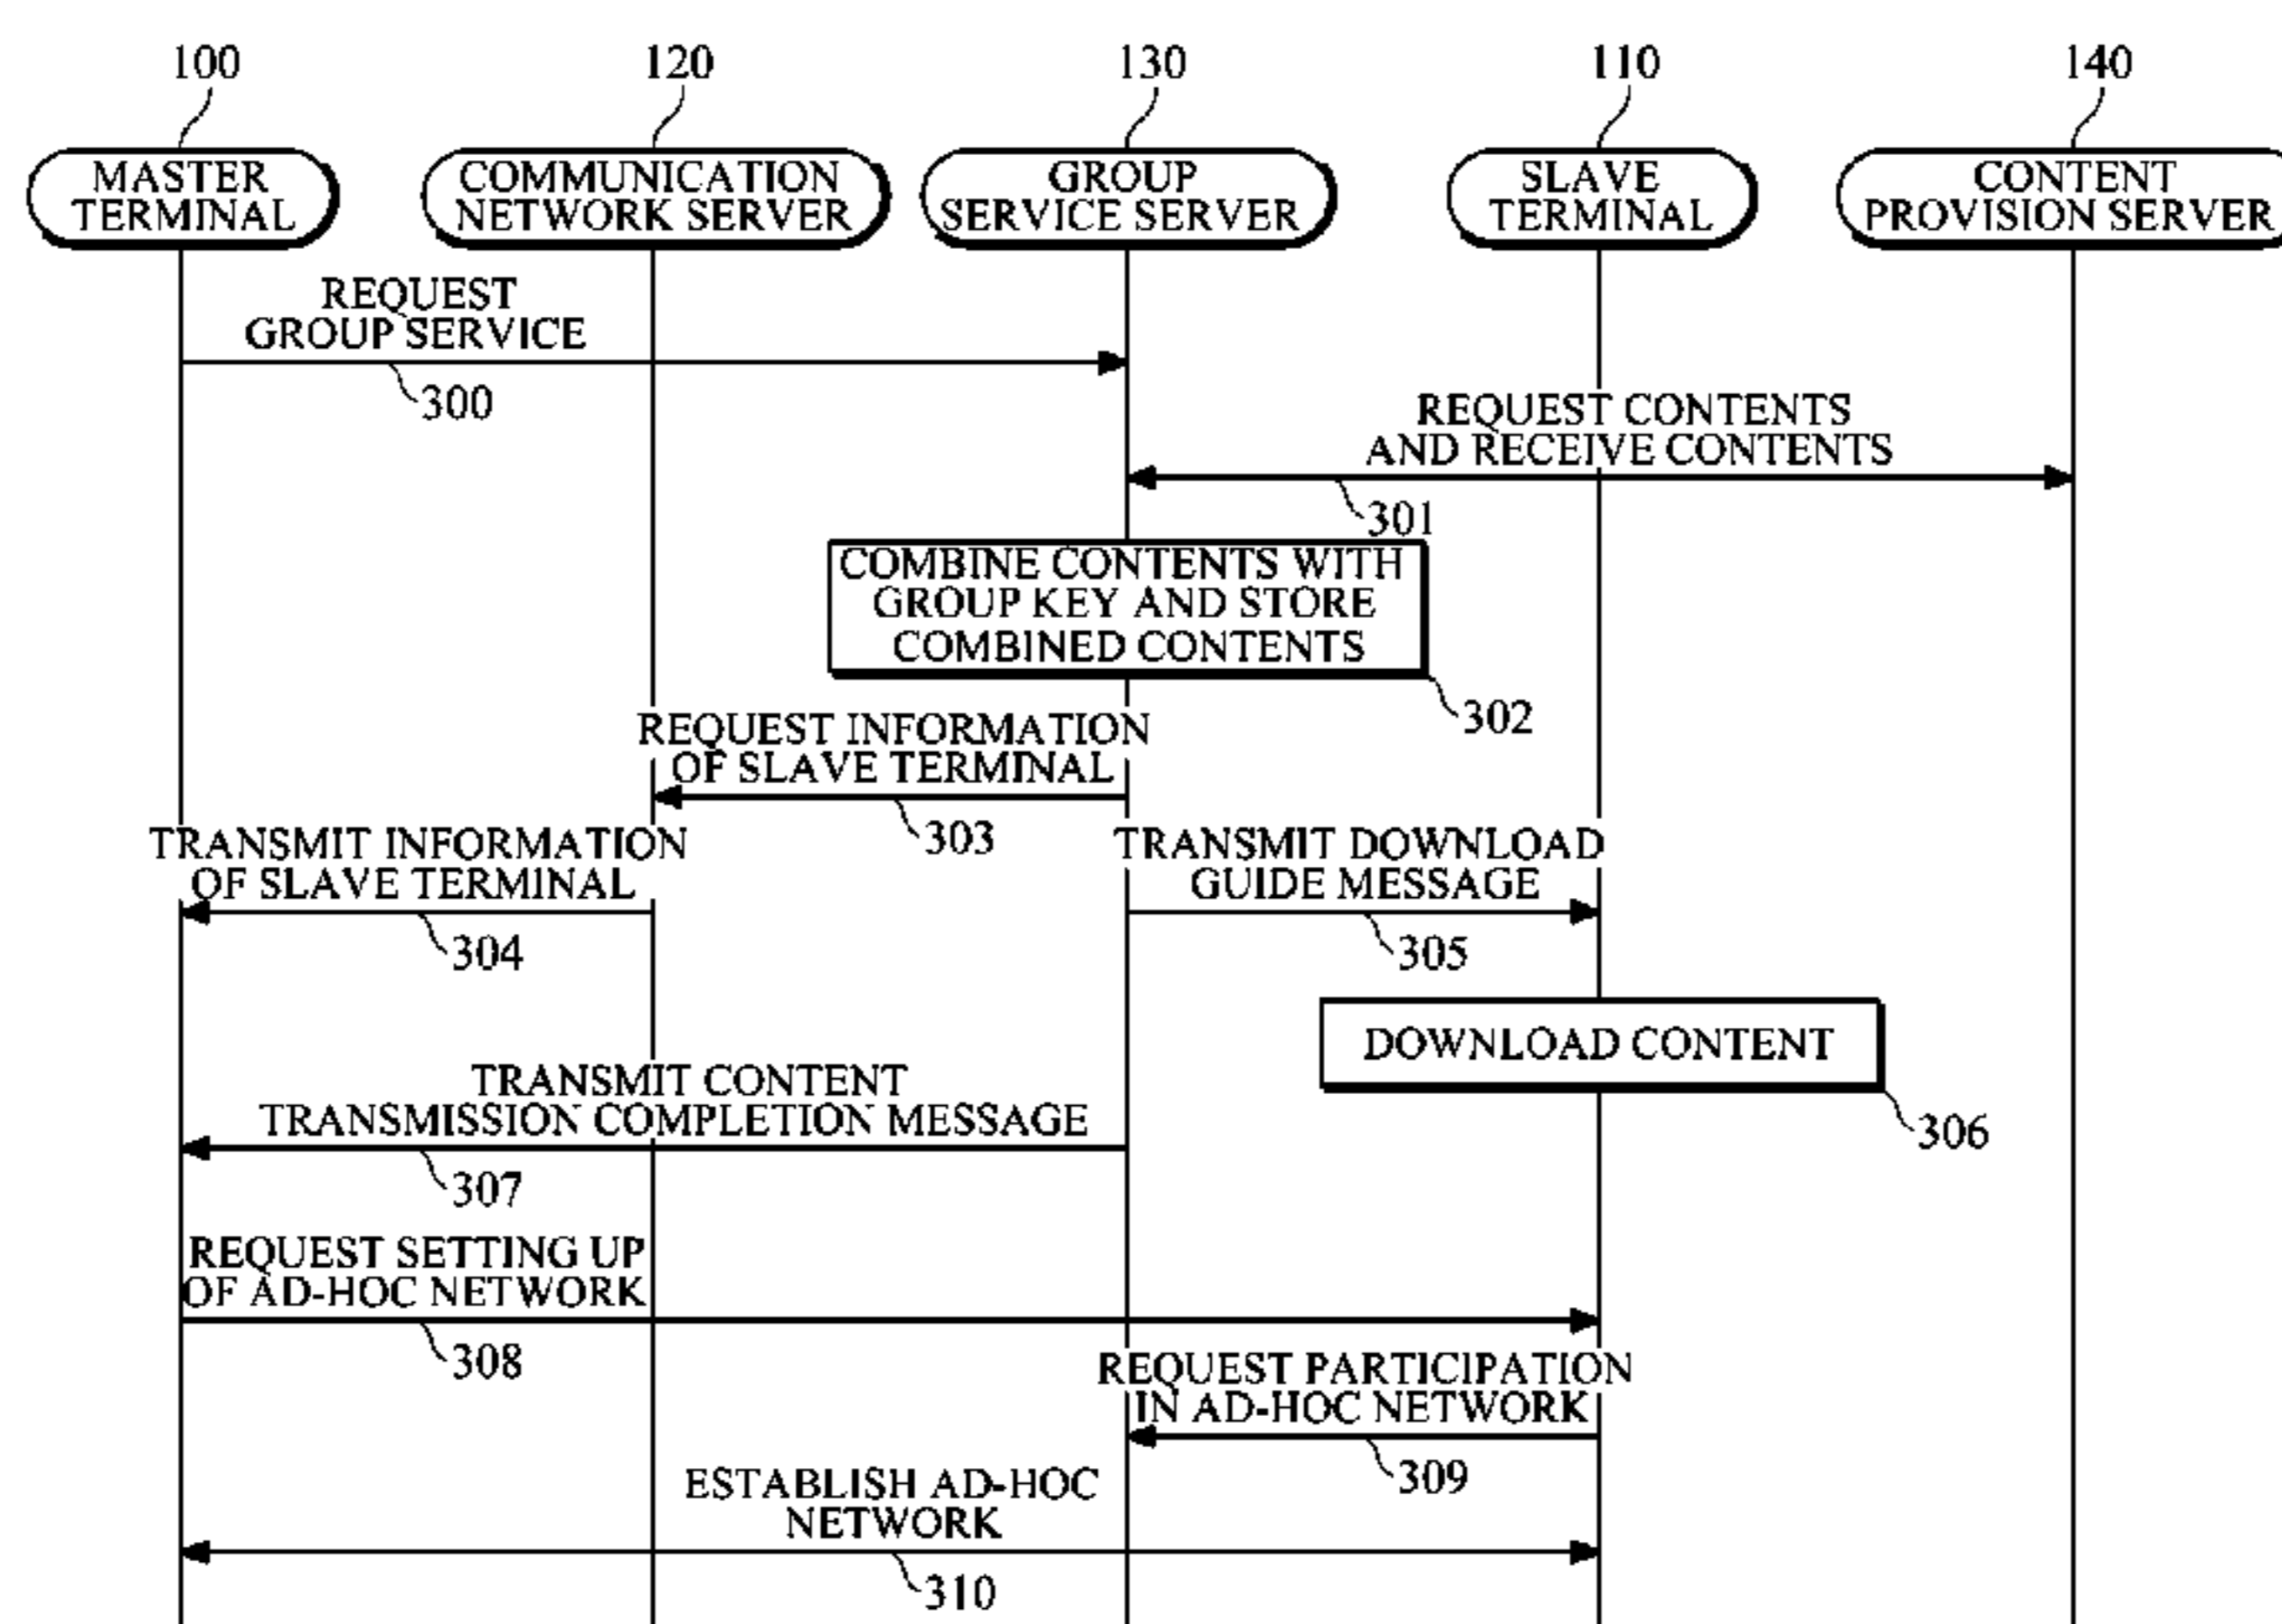 100
120
130
110
140
MASTER
TERMINAL
COMMUNICATION
NETWORK SERVER
GROUP
SERVICE SERVER
SLAVE
TERMINAL
CONTENT
PROVISION SERVER
REQUEST
GROUP SERVICE
300
REQUEST CONTENTS
AND RECEIVE CONTENTS
301
COMBINE CONTENTS WITH
GROUP KEY AND STORE
COMBINED CONTENTS
302
REQUEST INFORMATION
OF SLAVE TERMINAL
303
TRANSMIT INFORMATION
OF SLAVE TERMINAL
304
TRANSMIT DOWNLOAD
GUIDE MESSAGE
305
DOWNLOAD CONTENT
306
TRANSMIT CONTENT
TRANSMISSION COMPLETION MESSAGE
307
REQUEST SETTING UP
OF AD-HOC NETWORK
308
REQUEST PARTICIPATION
IN AD-HOC NETWORK
309
ESTABLISH AD-HOC
NETWORK
310